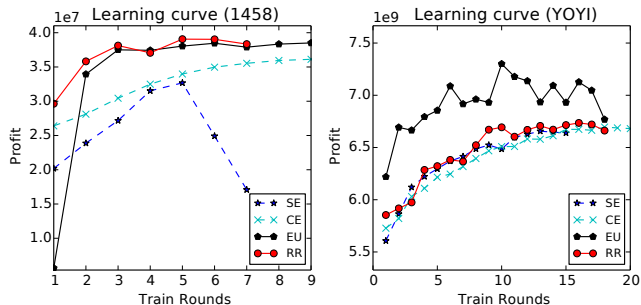 Learning curve (1458)
1e7
4.0
3.5
3.0
2.5
2.0
1.5
1.0
Profit
SE
CE
EU
RR
1 2 3 4 5 6 7 8 9
Train Rounds
Learning curve (YOYI)
1e9
7.5
7.0
6.5
6.0
5.5
Profit
SE
CE
EU
RR
0 5 10 15 20
Train Rounds